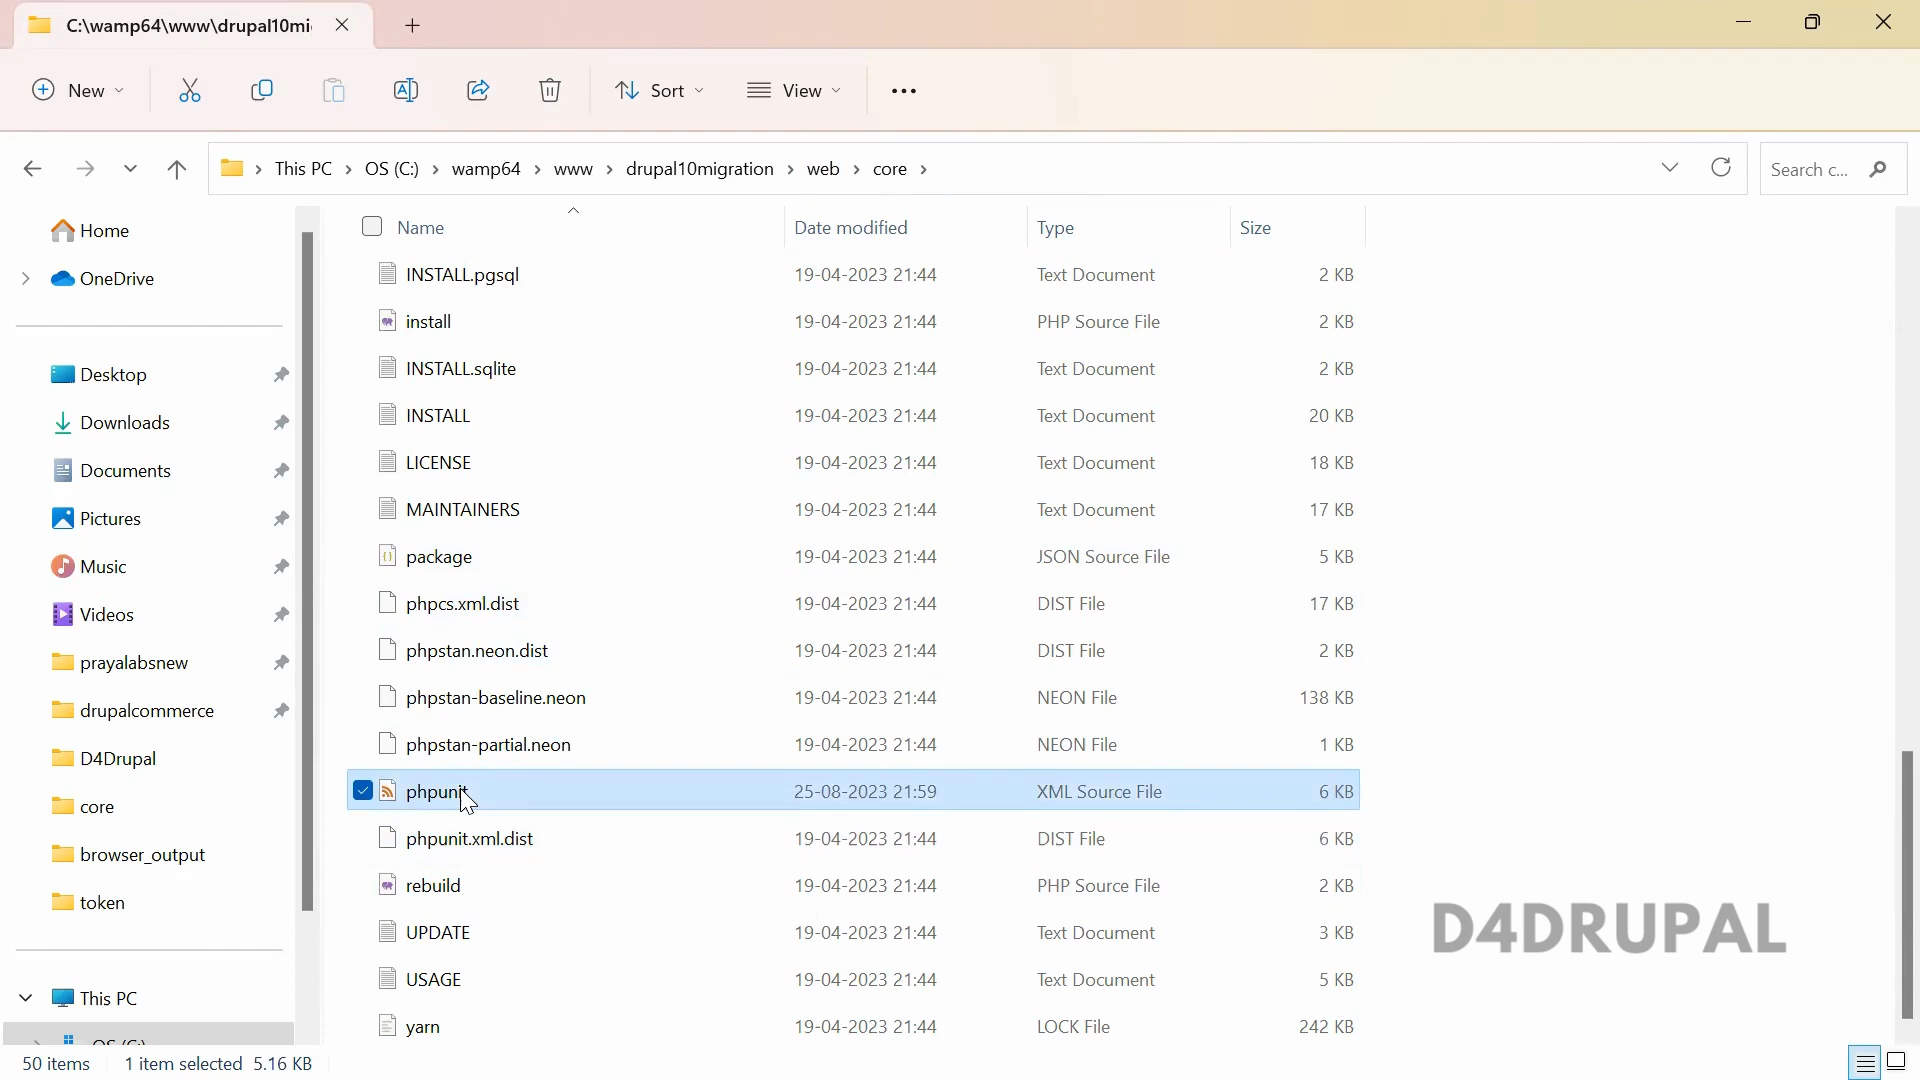 C:\wamp64\www\drupal10mi
New
Sort
View
This PC
OS (C:)
wamp64
www
drupal10migration
web
core
Search c...
Home
OneDrive
Desktop
Downloads
Documents
Pictures
Music
Videos
prayalabsnew
drupalcommerce
D4Drupal
core
browser_output
token
This PC
OS (C:)
Name Date modified Type Size
INSTALL.pgsql 19-04-2023 21:44 Text Document 2 KB
install 19-04-2023 21:44 PHP Source File 2 KB
INSTALL.sqlite 19-04-2023 21:44 Text Document 2 KB
INSTALL 19-04-2023 21:44 Text Document 20 KB
LICENSE 19-04-2023 21:44 Text Document 18 KB
MAINTAINERS 19-04-2023 21:44 Text Document 17 KB
package 19-04-2023 21:44 JSON Source File 5 KB
phpcs.xml.dist 19-04-2023 21:44 DIST File 17 KB
phpstan.neon.dist 19-04-2023 21:44 DIST File 2 KB
phpstan-baseline.neon 19-04-2023 21:44 NEON File 138 KB
phpstan-partial.neon 19-04-2023 21:44 NEON File 1 KB
phpunit 25-08-2023 21:59 XML Source File 6 KB
phpunit.xml.dist 19-04-2023 21:44 DIST File 6 KB
rebuild 19-04-2023 21:44 PHP Source File 2 KB
UPDATE 19-04-2023 21:44 Text Document 3 KB
USAGE 19-04-2023 21:44 Text Document 5 KB
yarn 19-04-2023 21:44 LOCK File 242 KB
D4DRUPAL
50 items 1 item selected 5.16 KB